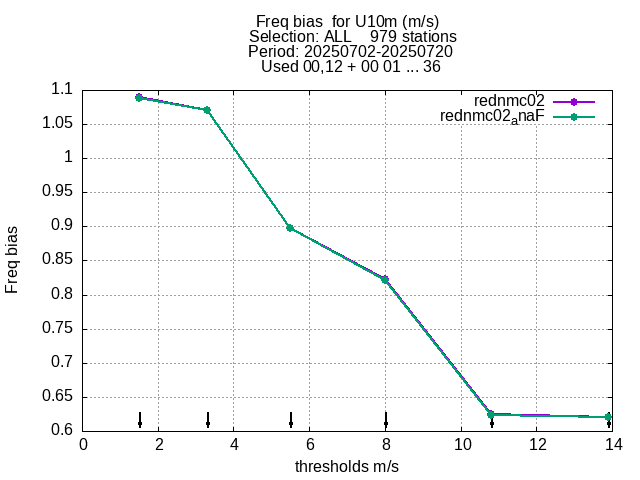 Freq bias  for U10m (m/s)
Selection: ALL    979 stations
Period: 20250702-20250720
Used 00,12 + 00 01 ... 36
rednmc02
rednmc02anaF
1.1
1.05
1
0.95
0.9
0.85
0.8
0.75
0.7
0.65
0.6
Freq bias
0 2 4 6 8 10 12 14
thresholds m/s